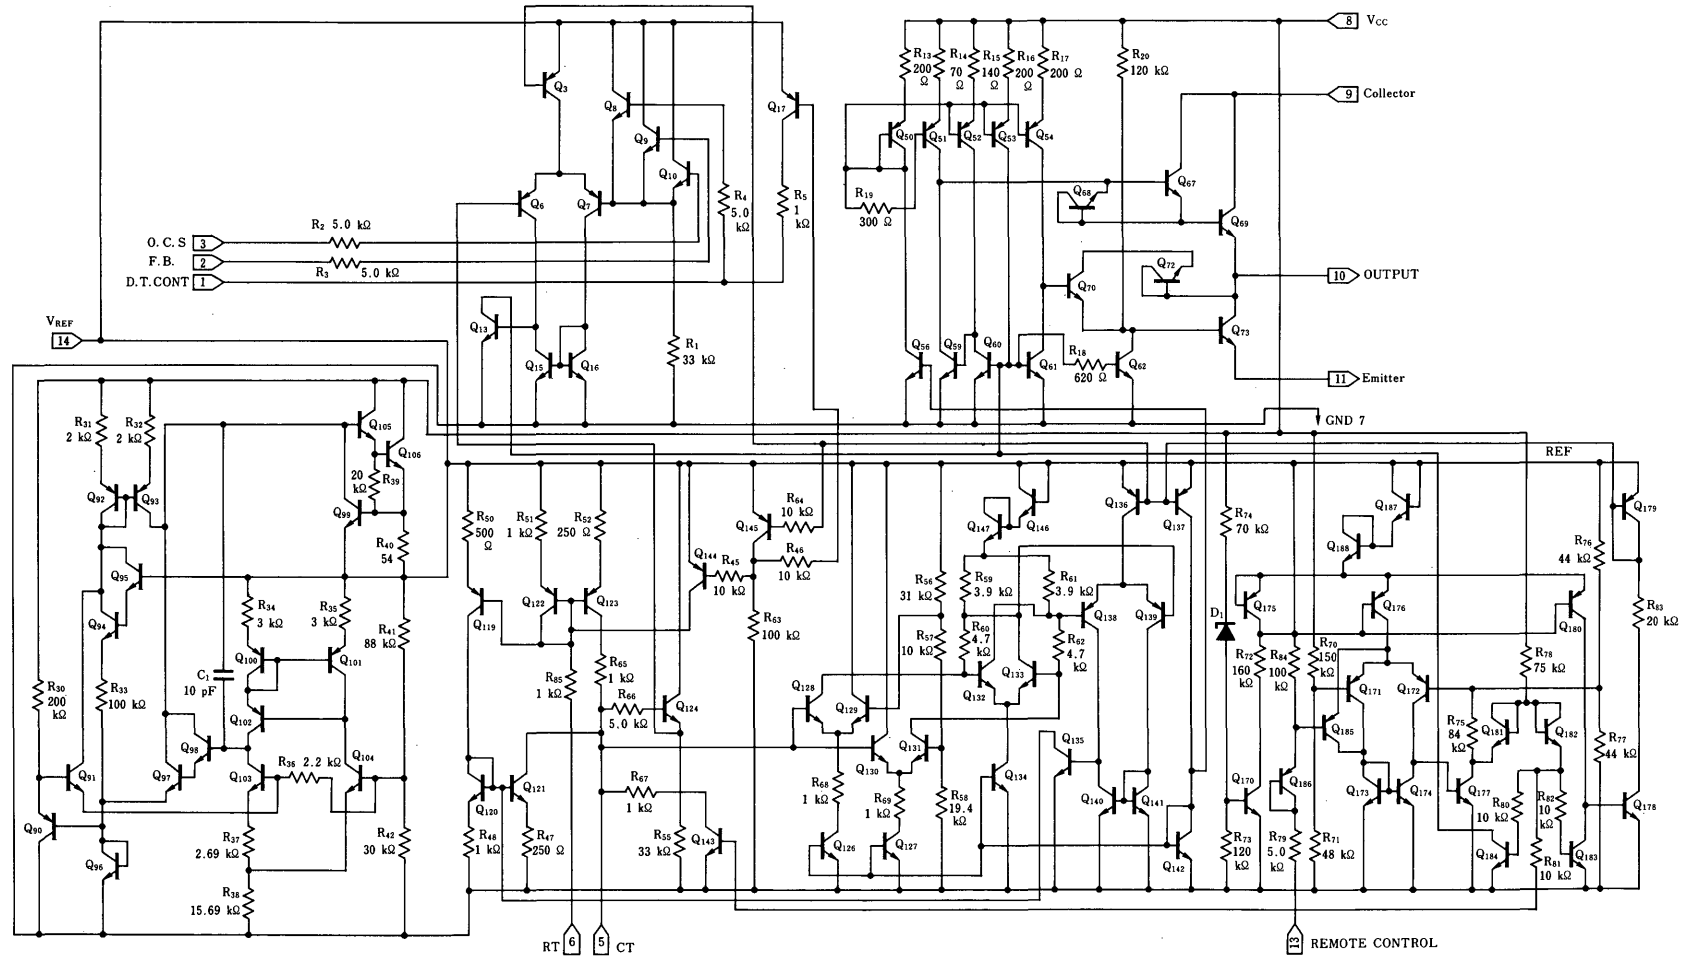 8 VCC
R13 200 Ω
R14 70 Ω
R15 140 Ω
R16 200 Ω
R17 200 Ω
R20 120 kΩ
9 Collector
Q3
Q8
Q17
Q9
Q10
Q50
Q51
Q52
Q53
Q54
Q6
Q7
R4 5.0 kΩ
R5 1 kΩ
R19 300 Ω
Q68
Q67
Q69
R2 5.0 kΩ
O.C.S 3
F.B. 2
R3 5.0 kΩ
D.T.CONT 1
Q72
Q70
10 OUTPUT
VREF
14
Q13
Q15
Q16
R1 33 kΩ
Q56
Q59
Q60
Q61
R18 620 Ω
Q62
Q73
11 Emitter
GND 7
REF
R31 2 kΩ
R32 2 kΩ
Q105
Q106
20 kΩ R39
Q92
Q93
Q99
R40 54
Q95
Q94
R34 3 kΩ
R35 3 kΩ
R41 88 kΩ
Q100
Q101
C1 10 pF
R30 200 kΩ
R33 100 kΩ
Q102
Q98
Q91
Q97
Q103
R36 2.2 kΩ
Q104
Q90
Q96
R37 2.69 kΩ
R42 30 kΩ
R38 15.69 kΩ
R50 500 Ω
R51 1 kΩ
R52 250 Ω
Q145
R64 10 kΩ
R46 10 kΩ
Q144
R45 10 kΩ
Q119
Q122
Q123
R63 100 kΩ
R65 1 kΩ
R85 1 kΩ
R66 5.0 kΩ
Q124
Q120
Q121
R67 1 kΩ
R48 1 kΩ
R47 250 Ω
R55 33 kΩ
Q143
RT 6
5 CT
Q147
Q146
Q136
Q137
R56 31 kΩ
R59 3.9 kΩ
R61 3.9 kΩ
R57 10 kΩ
R60 4.7 kΩ
R62 4.7 kΩ
Q138
Q139
Q128
Q129
Q132
Q133
Q130
Q131
Q134
Q135
R68 1 kΩ
R69 1 kΩ
R58 19.4 kΩ
Q140
Q141
Q126
Q127
Q142
R74 70 kΩ
Q187
Q188
Q179
R76 44 kΩ
D1
Q175
Q176
Q180
R83 20 kΩ
R72 160 kΩ
R84 100 kΩ
R70 150 kΩ
R78 75 kΩ
Q171
Q172
Q185
R75 84 kΩ
Q181
Q182
R77 44 kΩ
Q170
Q186
Q173
Q174
Q177
R80 10 kΩ
R82 10 kΩ
Q178
R73 120 kΩ
R79 5.0 kΩ
R71 48 kΩ
Q184
R81 10 kΩ
Q183
13 REMOTE CONTROL